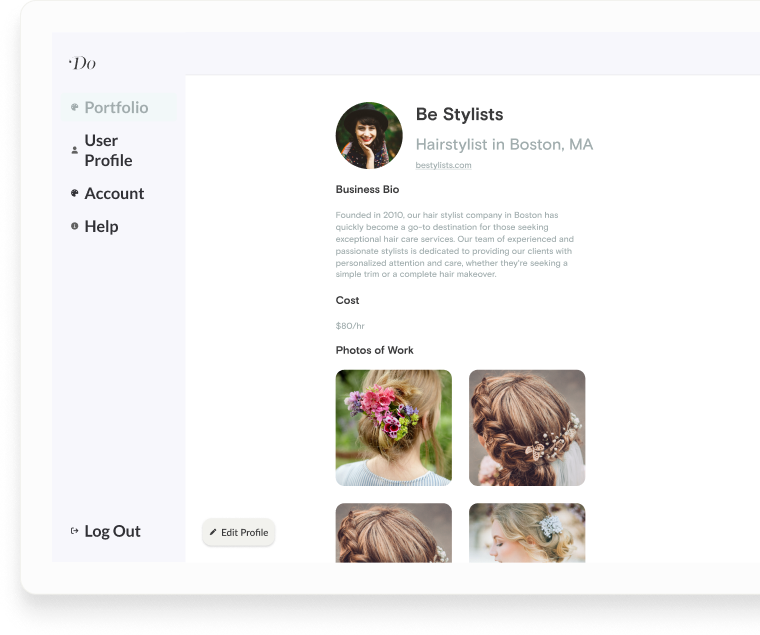 Do
Portfolio
User
Profile
Account
Help
Log Out
Be Stylists
Hairstylist in Boston, MA
bestylists.com
Business Bio
Founded in 2010, our hair stylist company in Boston has
quickly become a go-to destination for those seeking
exceptional hair care services. Our team of experienced and
passionate stylists is dedicated to providing our clients with
personalized attention and care, whether they're seeking a
simple trim or a complete hair makeover.
Cost
$80/hr
Photos of Work
Edit Profile